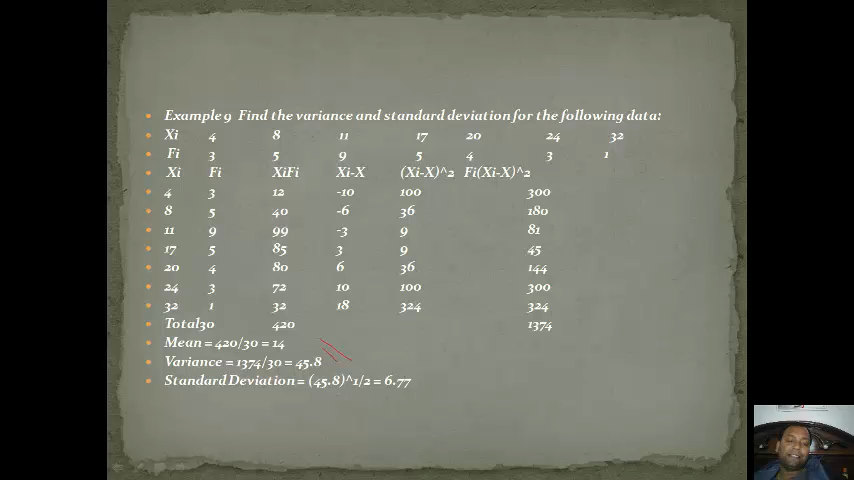 Example 9 Find the variance and standard deviation for the following data:
Xi 4 8 11 17 20 24 32
Fi 3 5 9 5 4 3 1
Xi Fi XiFi Xi-X (Xi-X)^2 Fi(Xi-X)^2
4 3 12 -10 100 300
8 5 40 -6 36 180
11 9 99 -3 9 81
17 5 85 3 9 45
20 4 80 6 36 144
24 3 72 10 100 300
32 1 32 18 324 324
Total30 420 1374
Mean = 420/30 = 14
Variance = 1374/30 = 45.8
Standard Deviation = (45.8)^1/2 = 6.77